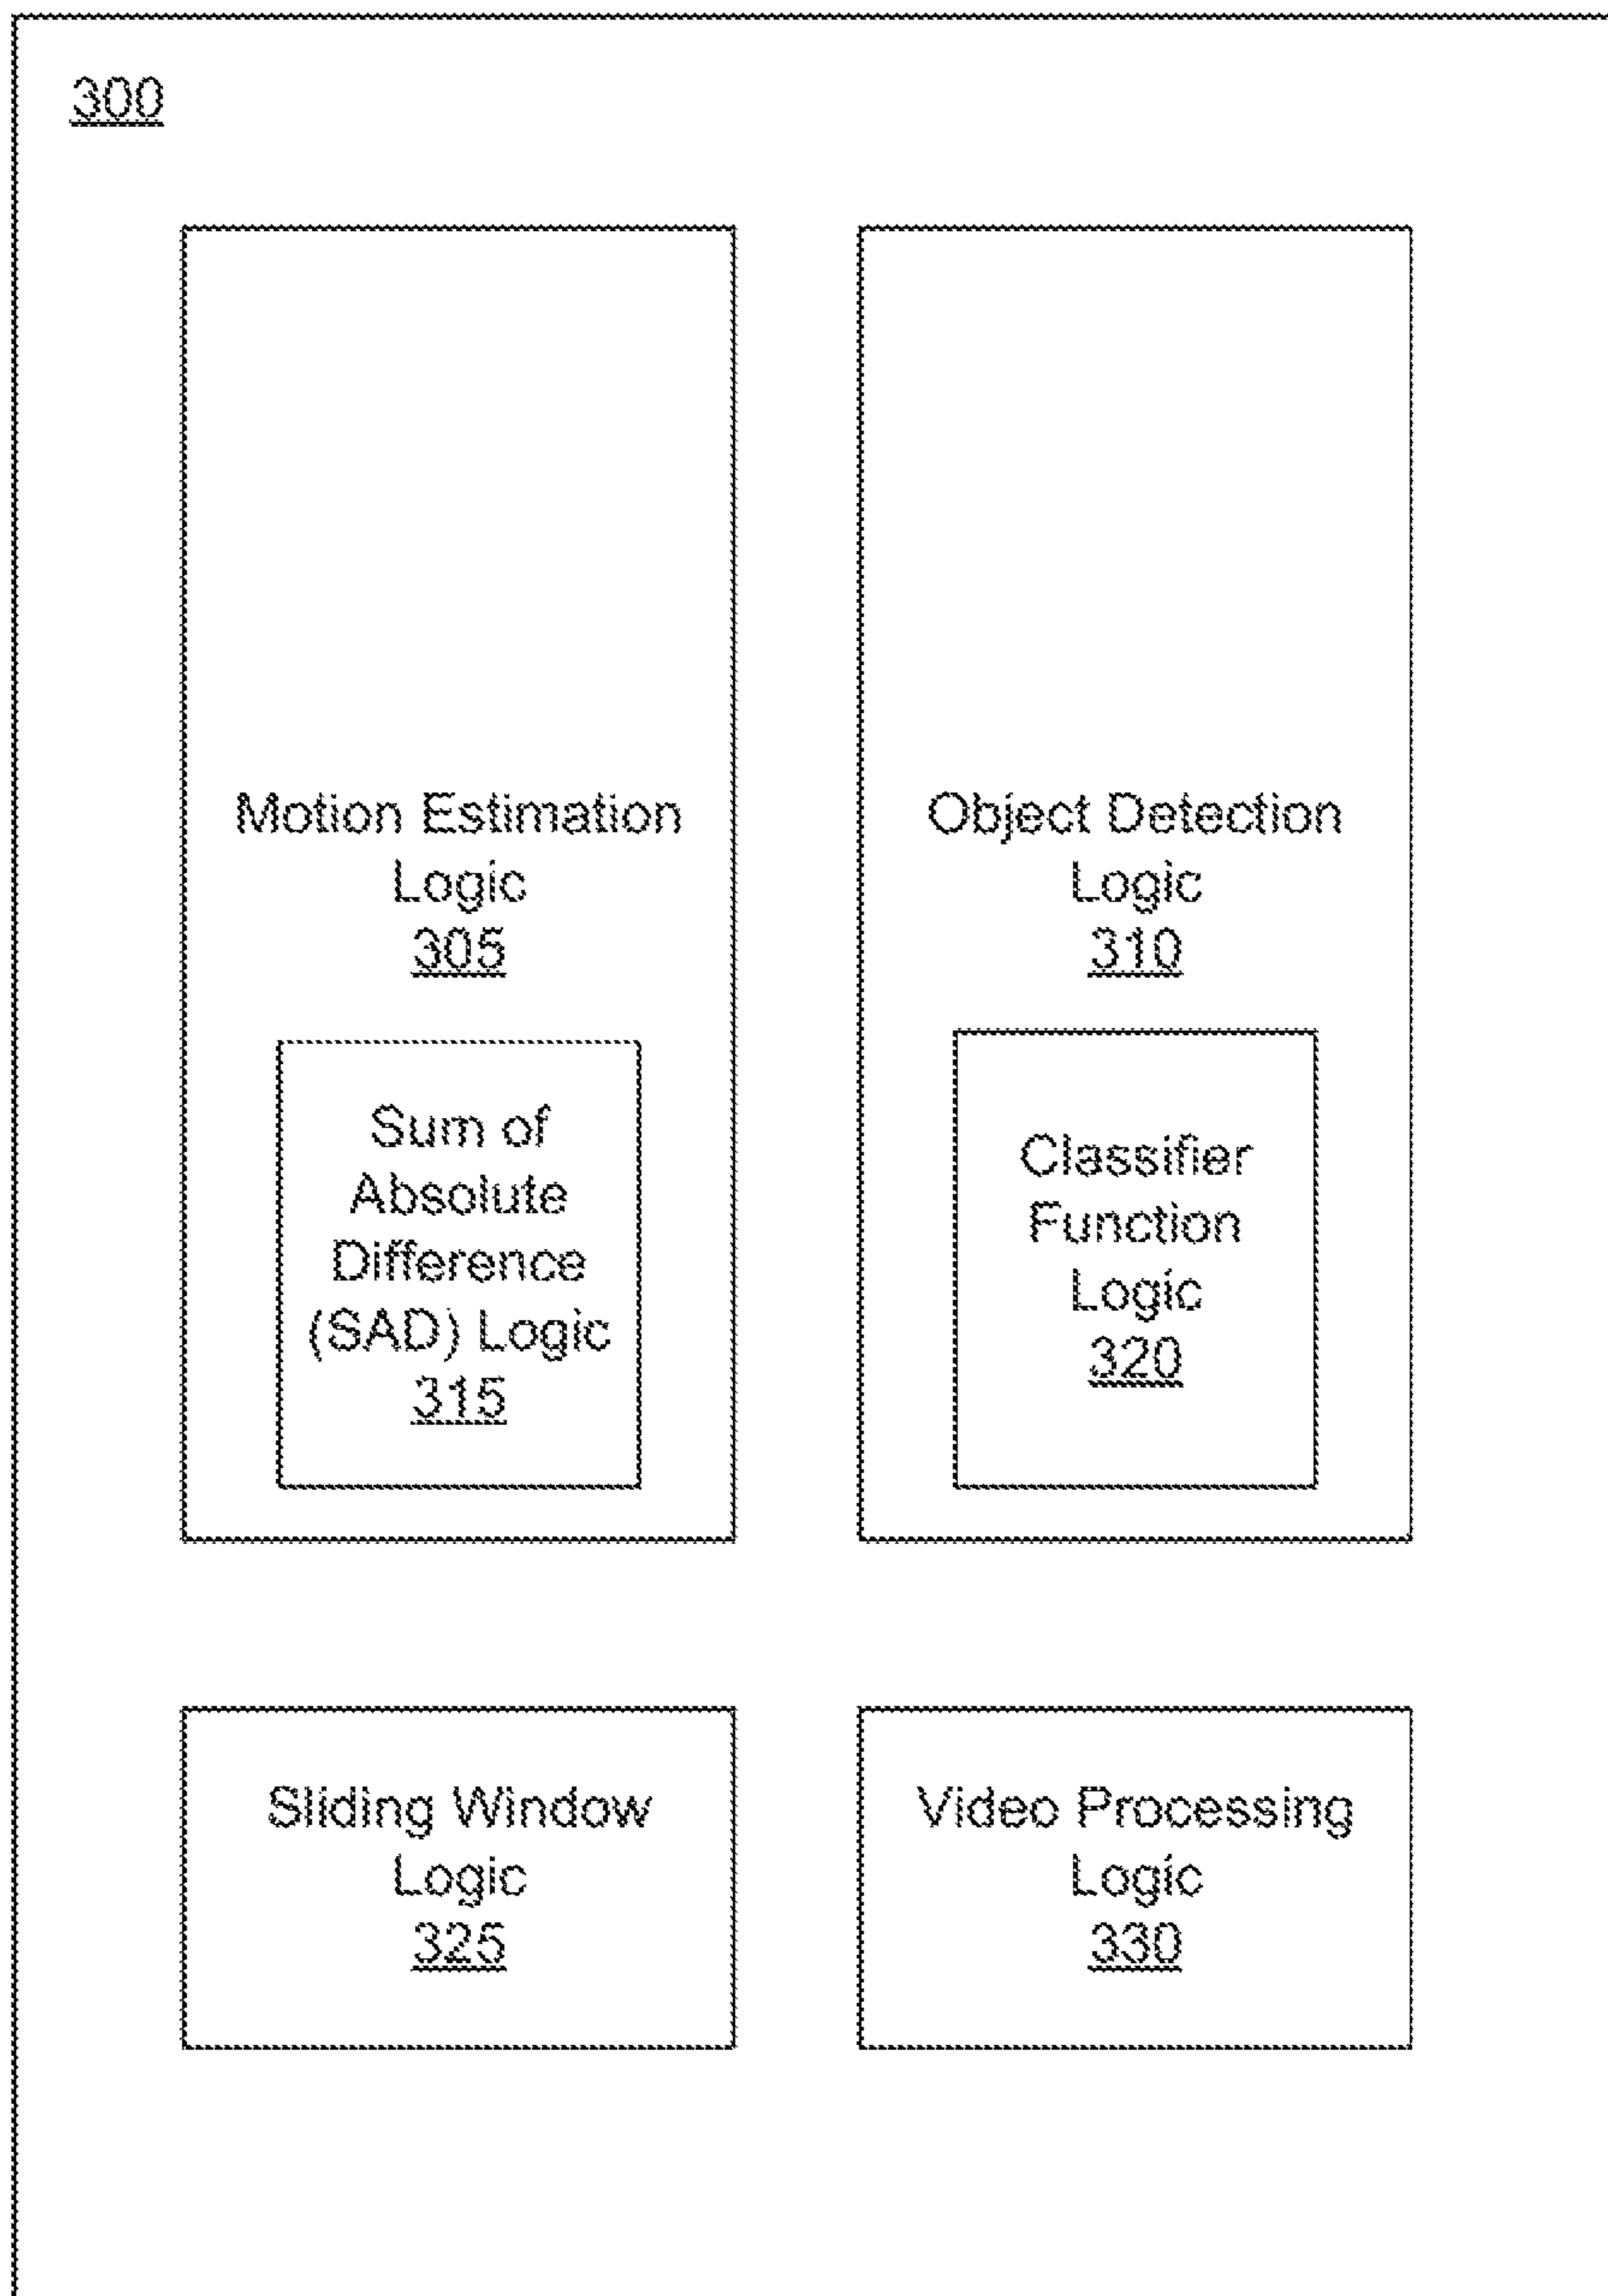 300
Motion Estimation
Logic
305
Sum of
Absolute
Difference
(SAD) Logic
315
Object Detection
Logic
310
Classifier
Function
Logic
320
Sliding Window
Logic
325
Video Processing
Logic
330